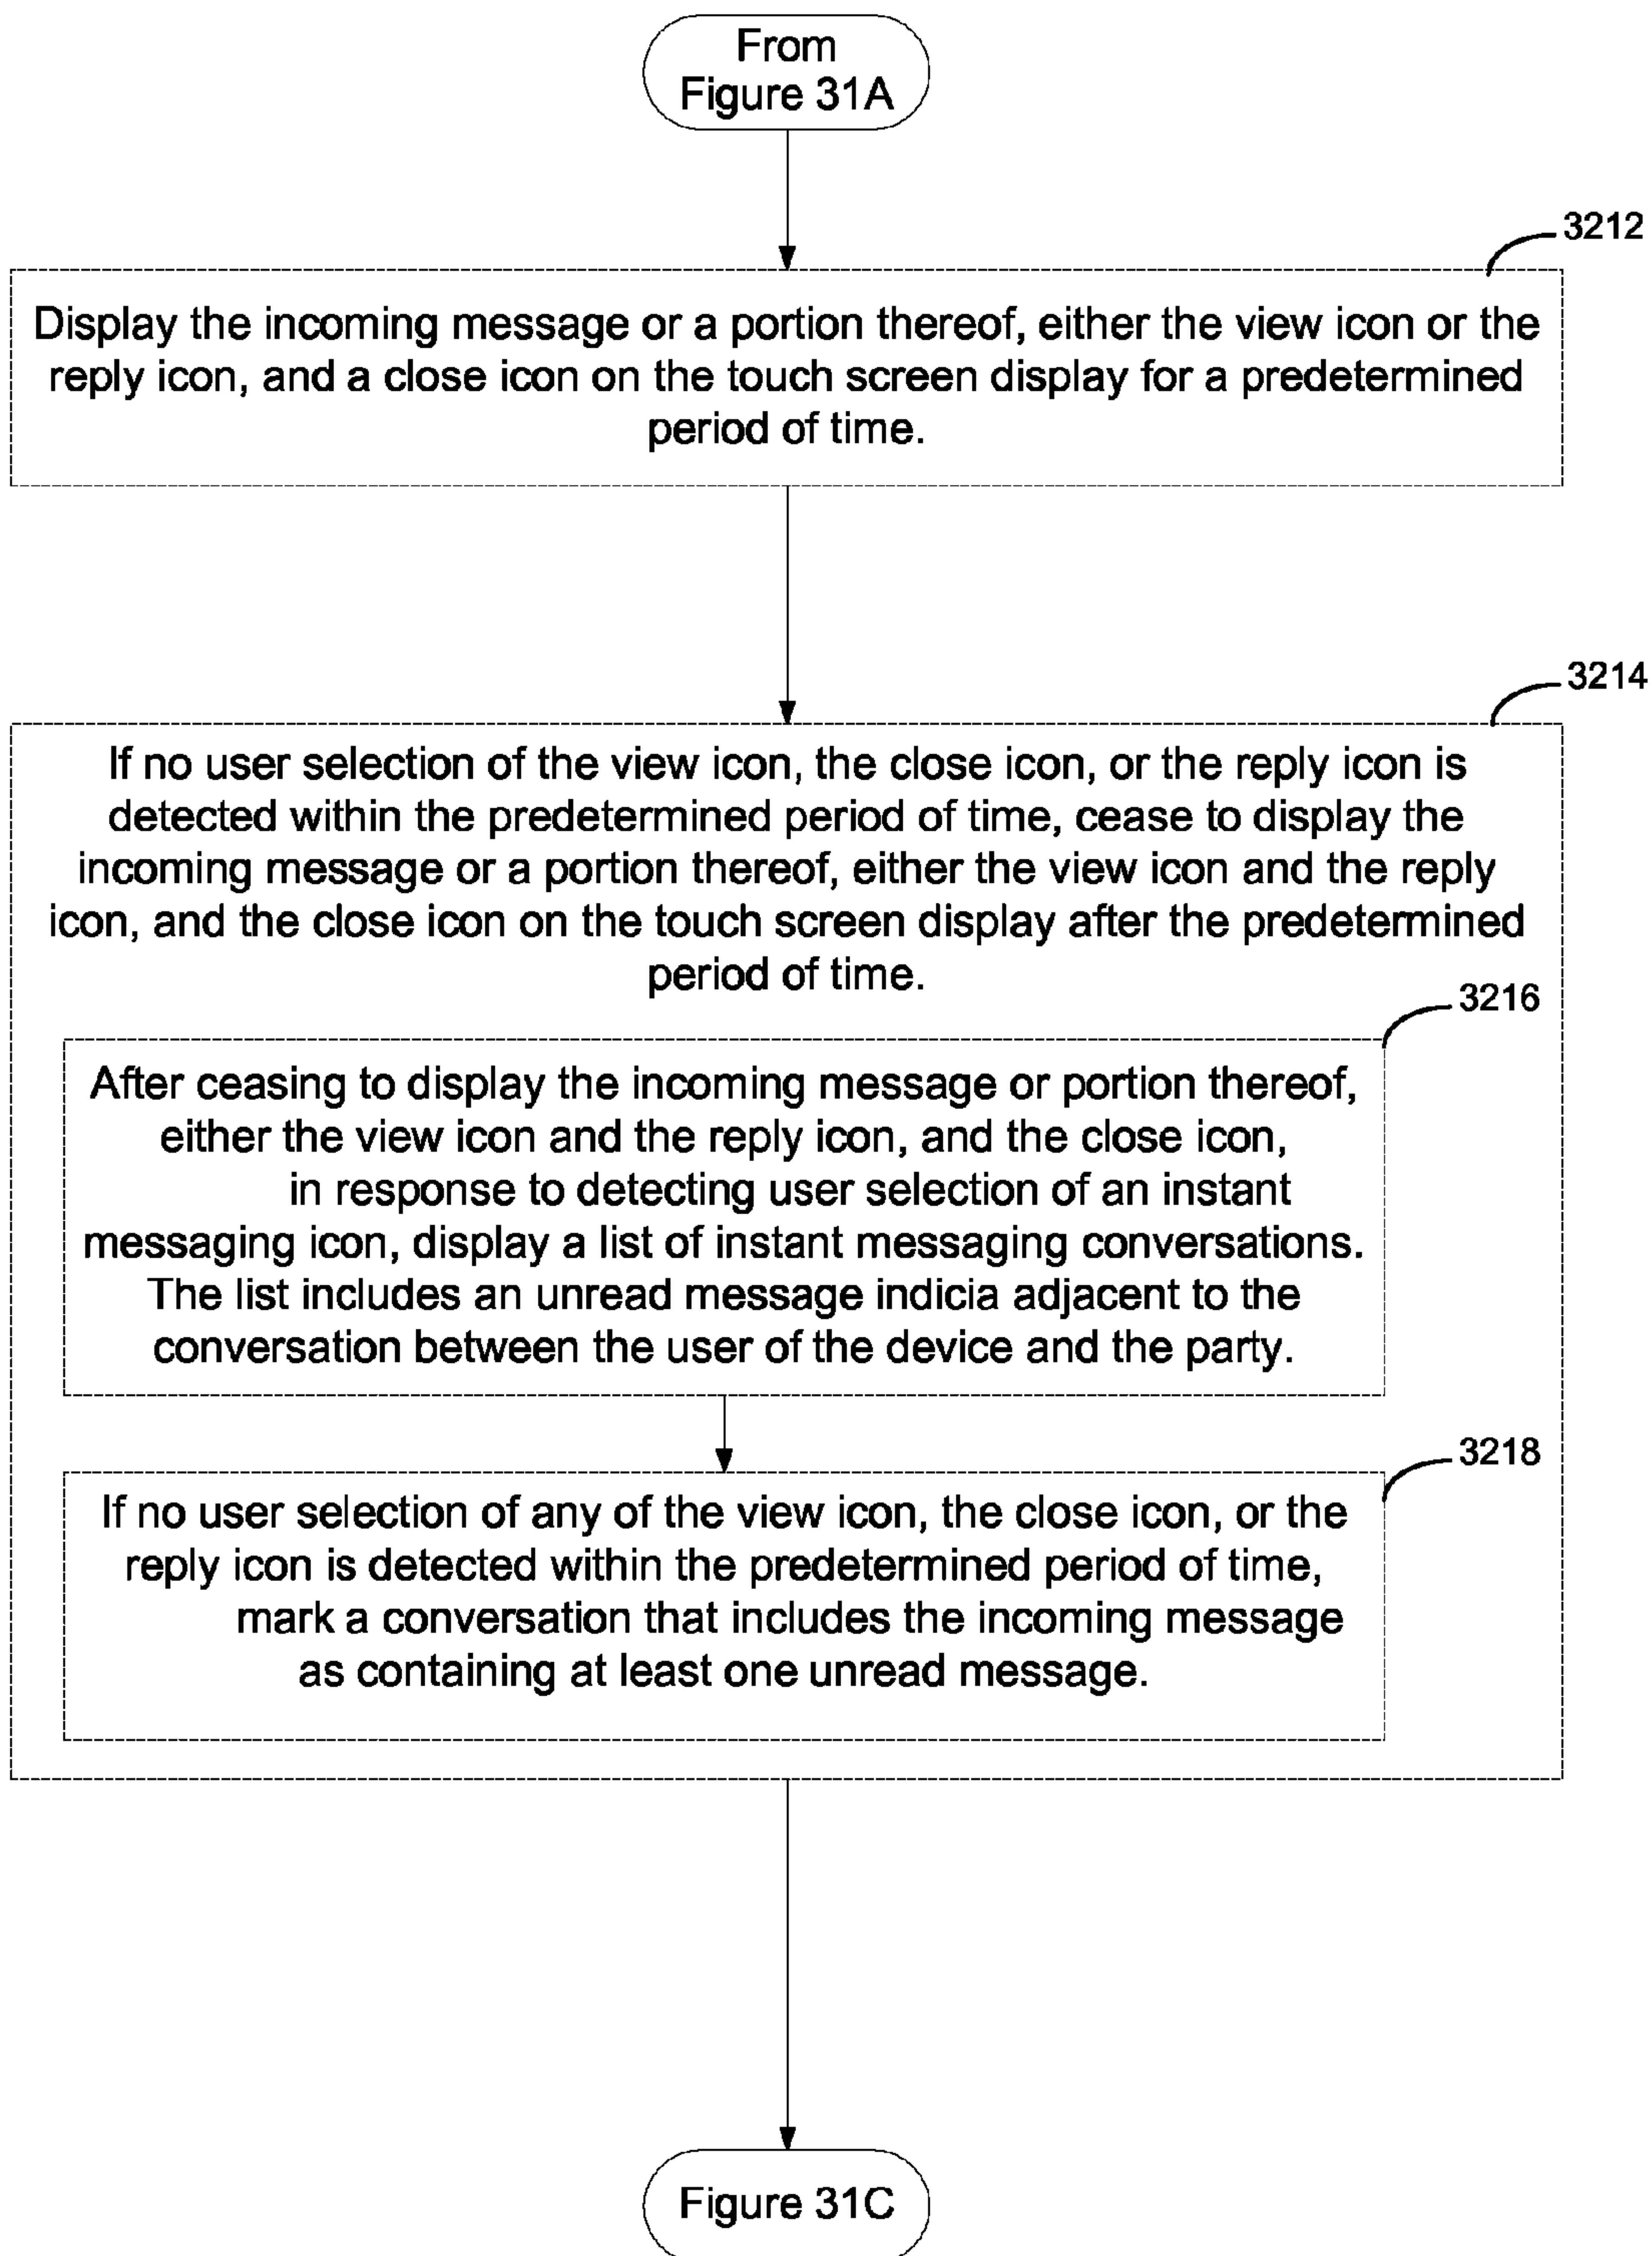 From
Figure 31A
3212
Display the incoming message or a portion thereof, either the view icon or the
reply icon, and a close icon on the touch screen display for a predetermined
period of time.
3214
If no user selection of the view icon, the close icon, or the reply icon is
detected within the predetermined period of time, cease to display the
incoming message or a portion thereof, either the view icon and the reply
icon, and the close icon on the touch screen display after the predetermined
period of time.
3216
After ceasing to display the incoming message or portion thereof,
either the view icon and the reply icon, and the close icon,
in response to detecting user selection of an instant
messaging icon, display a list of instant messaging conversations.
The list includes an unread message indicia adjacent to the
conversation between the user of the device and the party.
3218
If no user selection of any of the view icon, the close icon, or the
reply icon is detected within the predetermined period of time,
mark a conversation that includes the incoming message
as containing at least one unread message.
Figure 31C